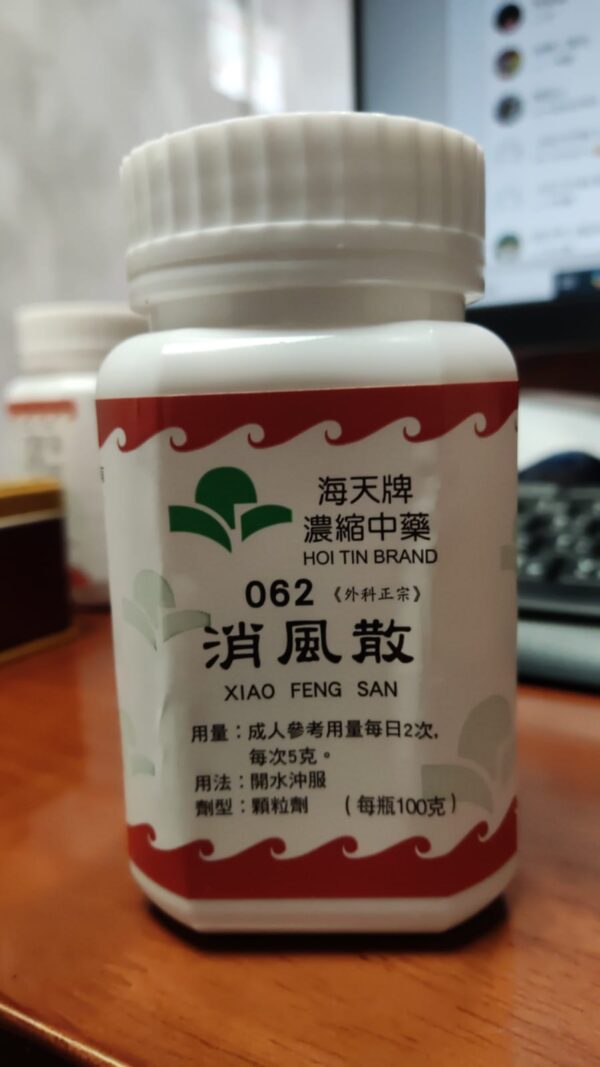 海天牌
濃縮中藥
HOI TIN BRAND
062 《外科正宗》
消風散
XIAO FENG SAN
用量：成人參考用量每日2次,
每次5克。
用法：開水沖服
劑型：顆粒劑 （每瓶100克）